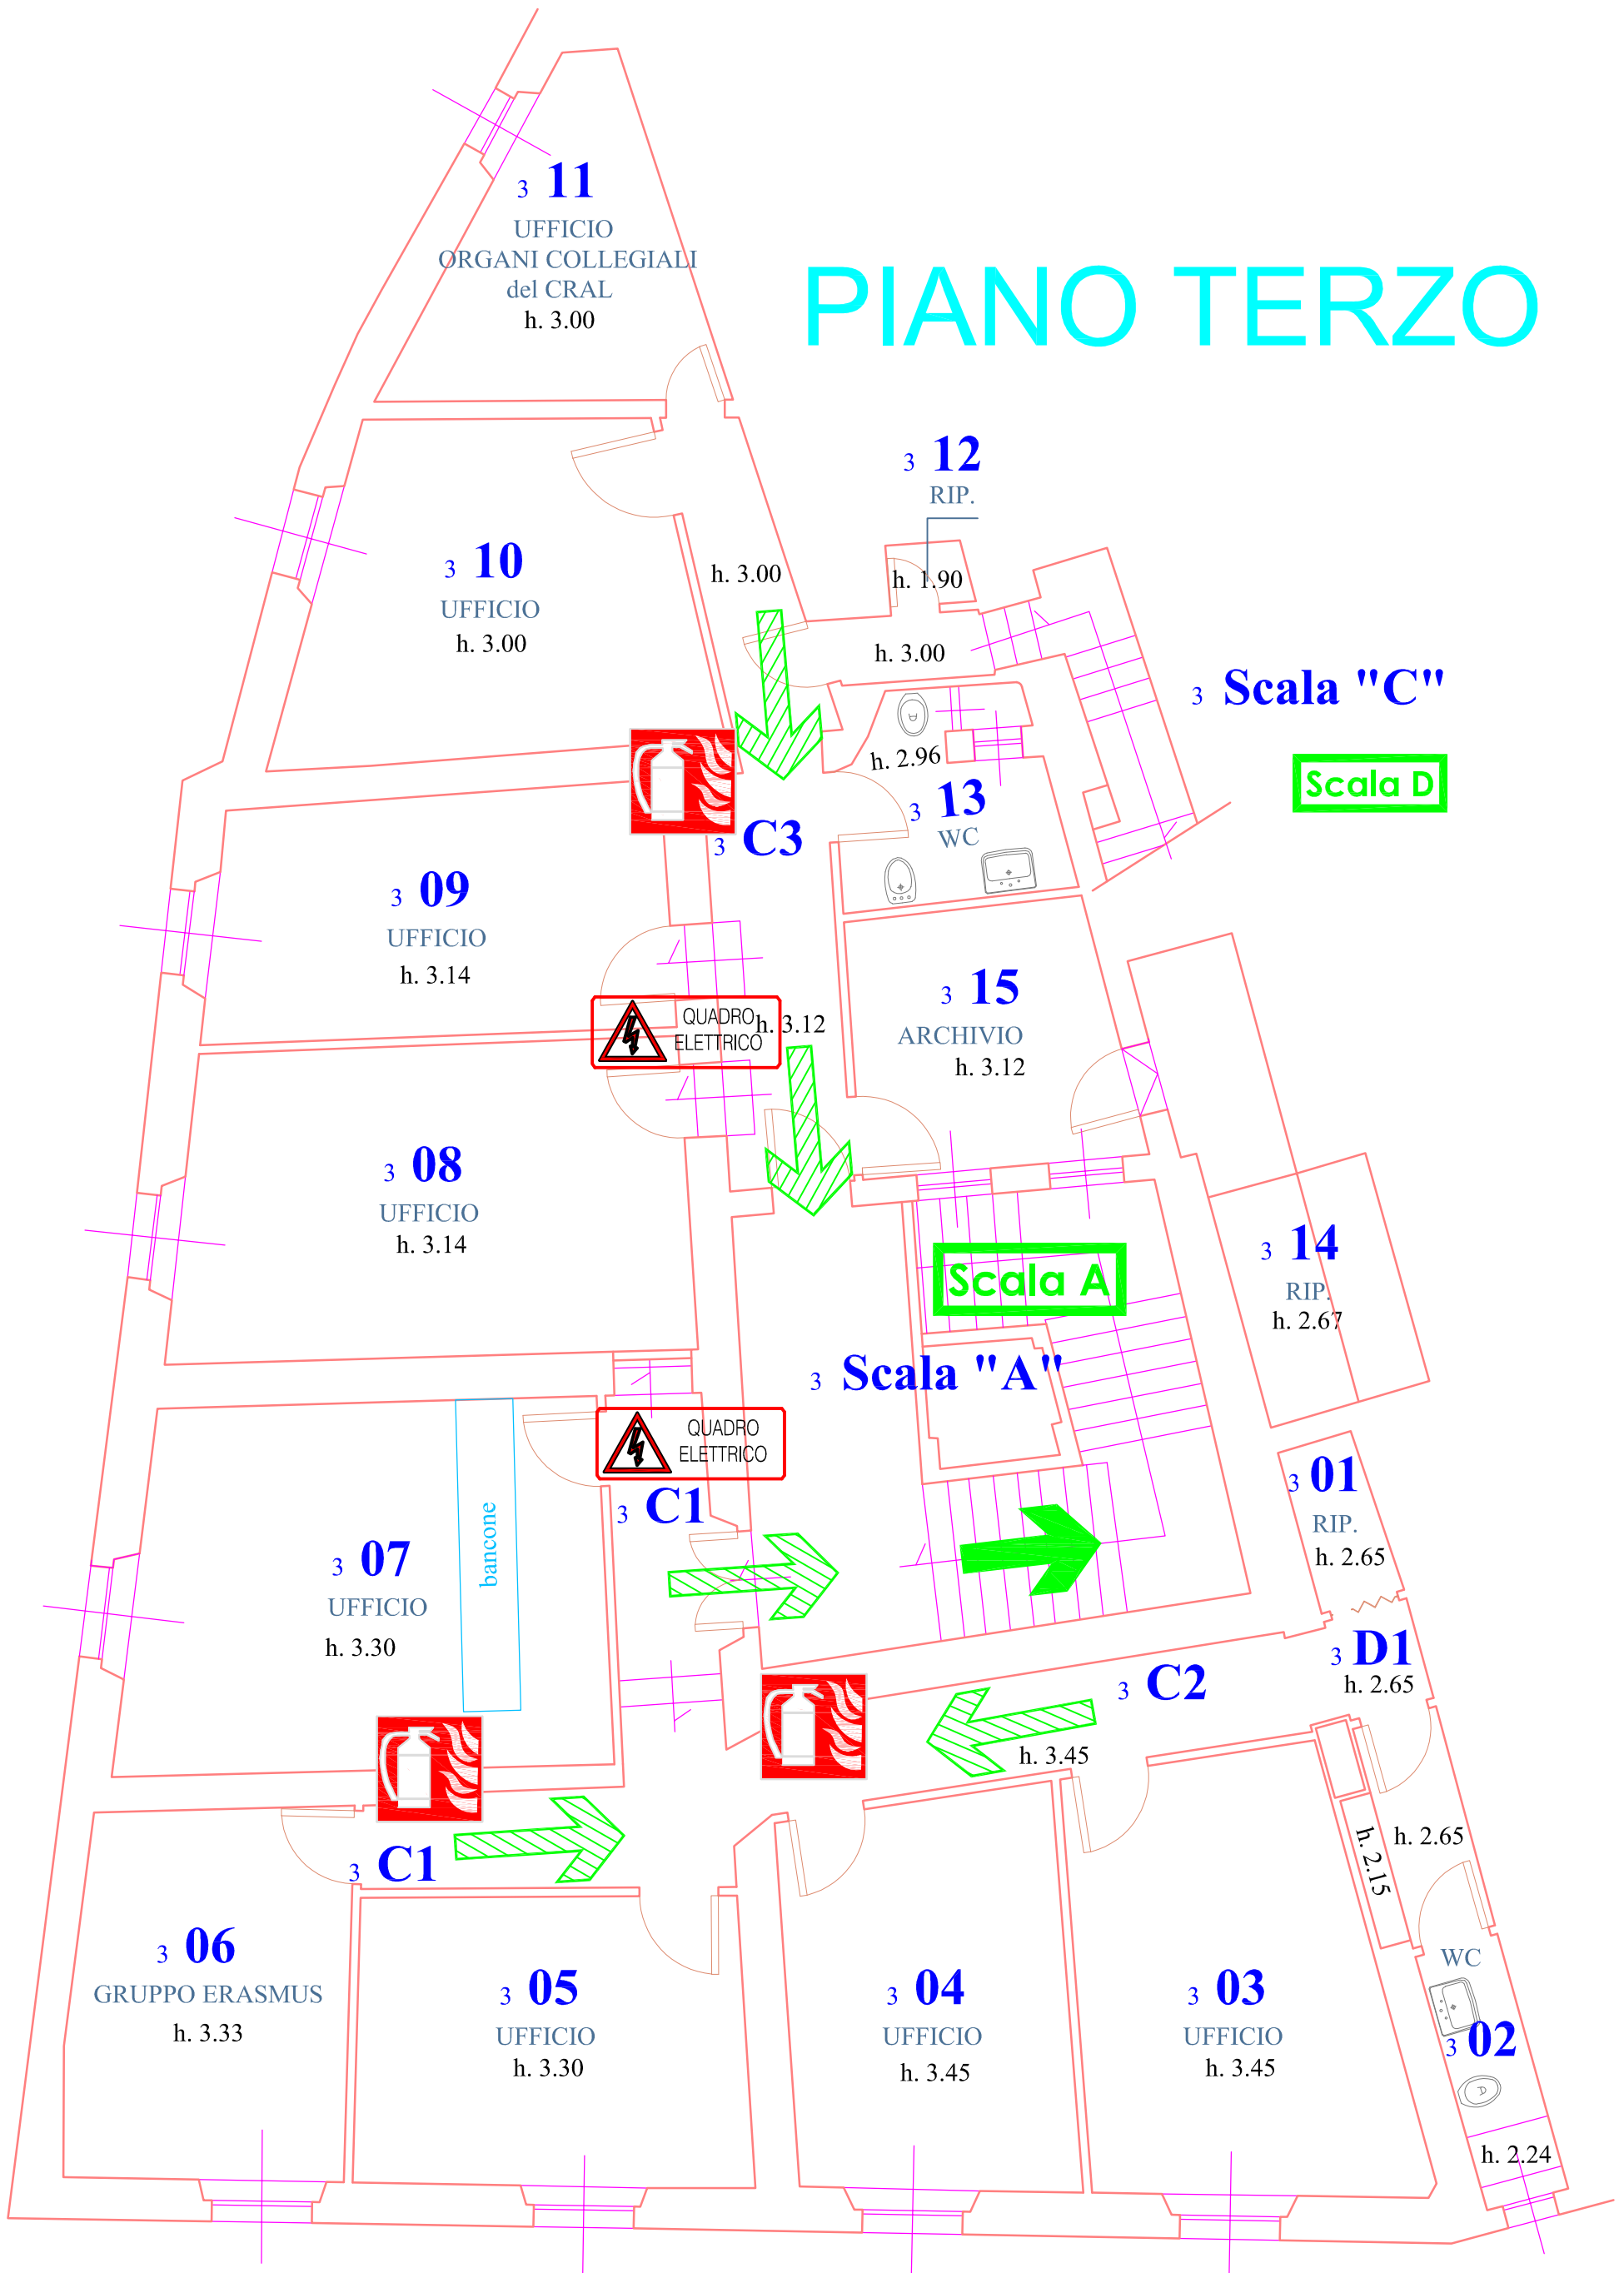 3 11
UFFICIO
ORGANI COLLEGIALI
del CRAL
h. 3.00
PIANO TERZO
3 12
RIP.
h. 1.90
3 10
UFFICIO
h. 3.00
h. 3.00
h. 3.00
3 Scala "C"
Scala D
h. 2.96
3 13
WC
3 C3
3 09
UFFICIO
h. 3.14
3 15
ARCHIVIO
h. 3.12
QUADRO
ELETTRICO
h. 3.12
3 08
UFFICIO
h. 3.14
3 14
RIP.
h. 2.67
Scala A
3 Scala "A"
QUADRO
ELETTRICO
3 C1
3 01
RIP.
h. 2.65
bancone
3 07
UFFICIO
h. 3.30
3 D1
h. 2.65
3 C2
h. 3.45
3 C1
h. 2.15
h. 2.65
3 06
GRUPPO ERASMUS
h. 3.33
3 05
UFFICIO
h. 3.30
3 04
UFFICIO
h. 3.45
3 03
UFFICIO
h. 3.45
WC
3 02
h. 2.24